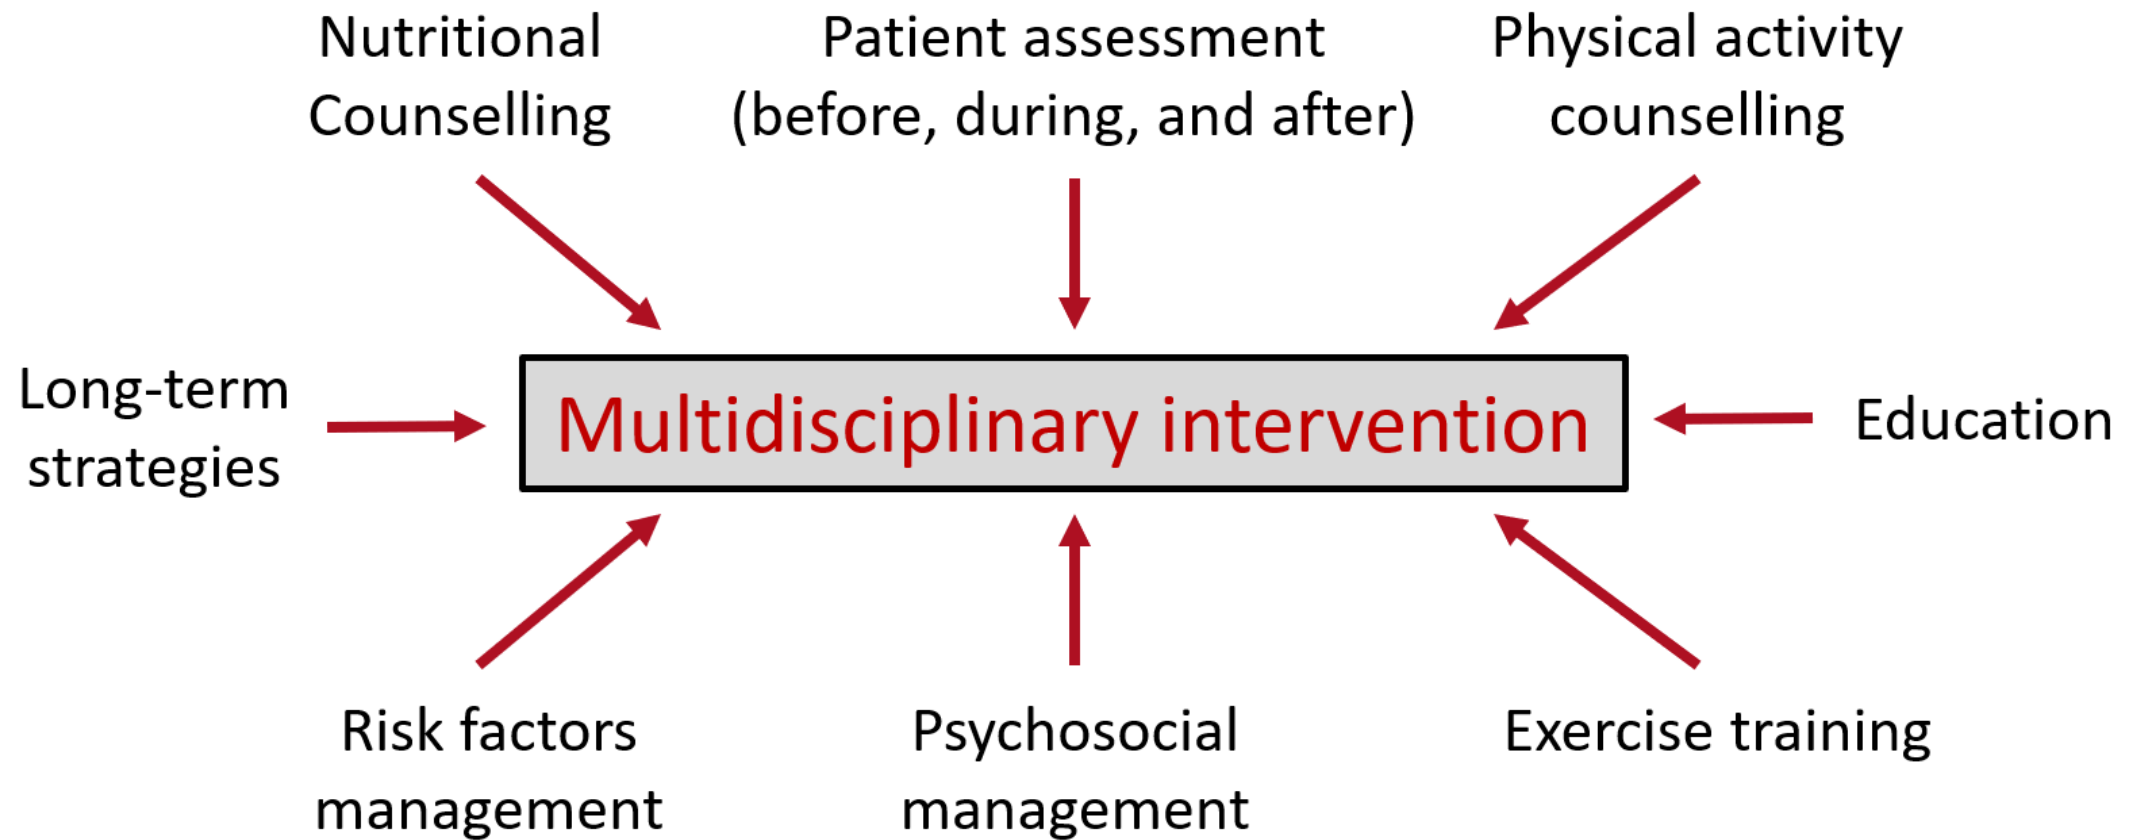 Nutritional
Counselling
Patient assessment
(before, during, and after)
Physical activity
counselling
Long-term
strategies
Multidisciplinary intervention
Education
Risk factors
management
Psychosocial
management
Exercise training